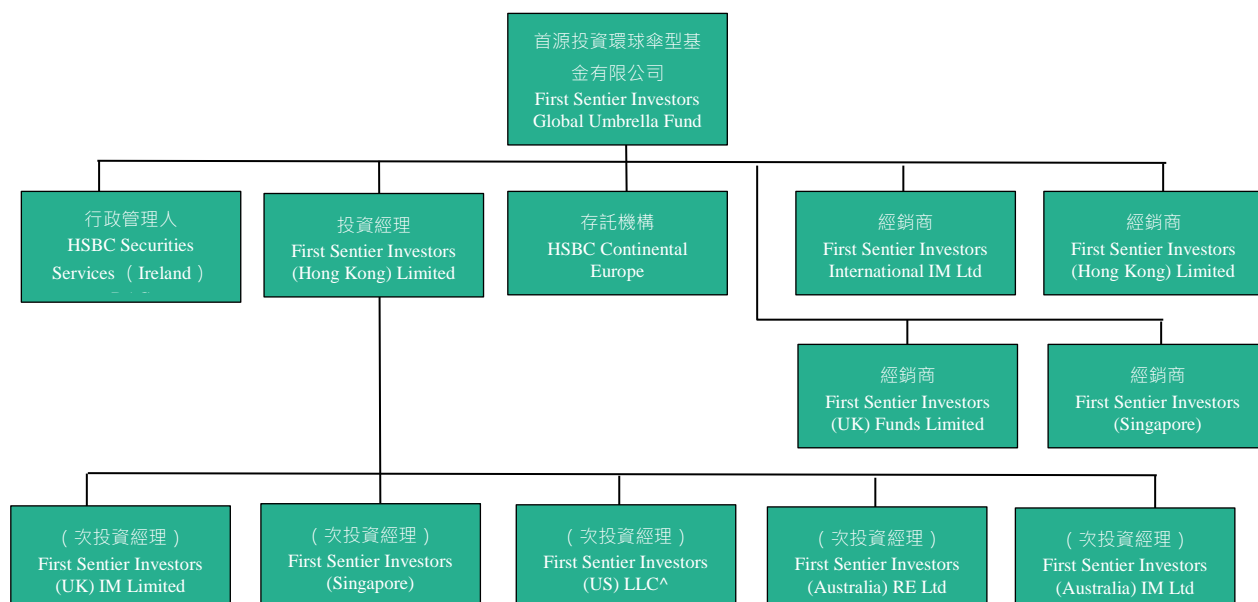 首源投資環球傘型基
金有限公司
First Sentier Investors
Global Umbrella Fund
行政管理人
HSBC Securities
Services （ Ireland ）
投資經理
First Sentier Investors
(Hong Kong) Limited
存託機構
HSBC Continental
Europe
經銷商
First Sentier Investors
International IM Ltd
經銷商
First Sentier Investors
(Hong Kong) Limited
經銷商
First Sentier Investors
(UK) Funds Limited
經銷商
First Sentier Investors
(Singapore)
（次投資經理）
First Sentier Investors
(UK) IM Limited
（次投資經理）
First Sentier Investors
(Singapore)
（次投資經理）
First Sentier Investors
(US) LLC^
（次投資經理）
First Sentier Investors
(Australia) RE Ltd
（次投資經理）
First Sentier Investors
(Australia) IM Ltd